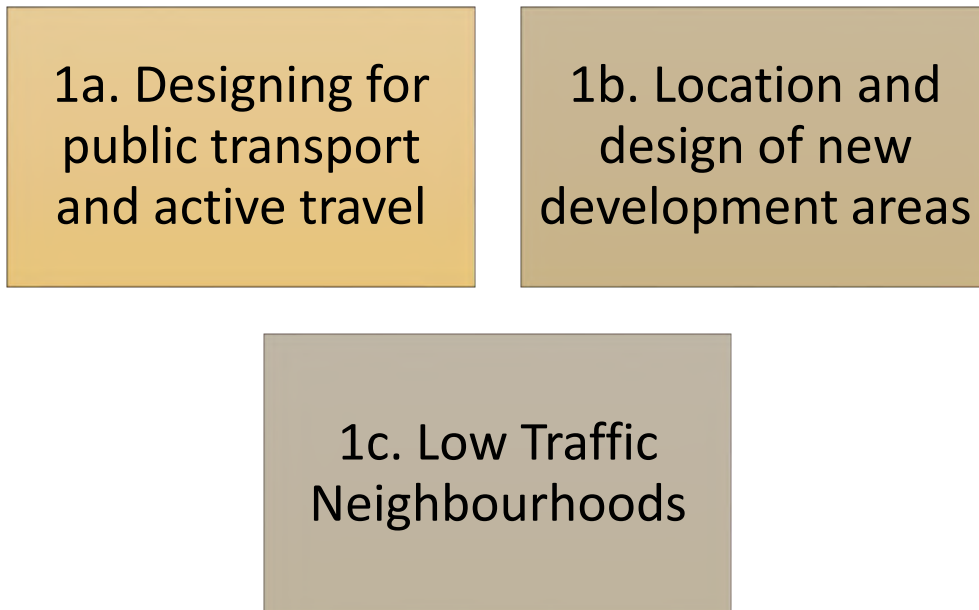 1a. Designing for
public transport
and active travel
1b. Location and
design of new
development areas
1c. Low Traffic
Neighbourhoods